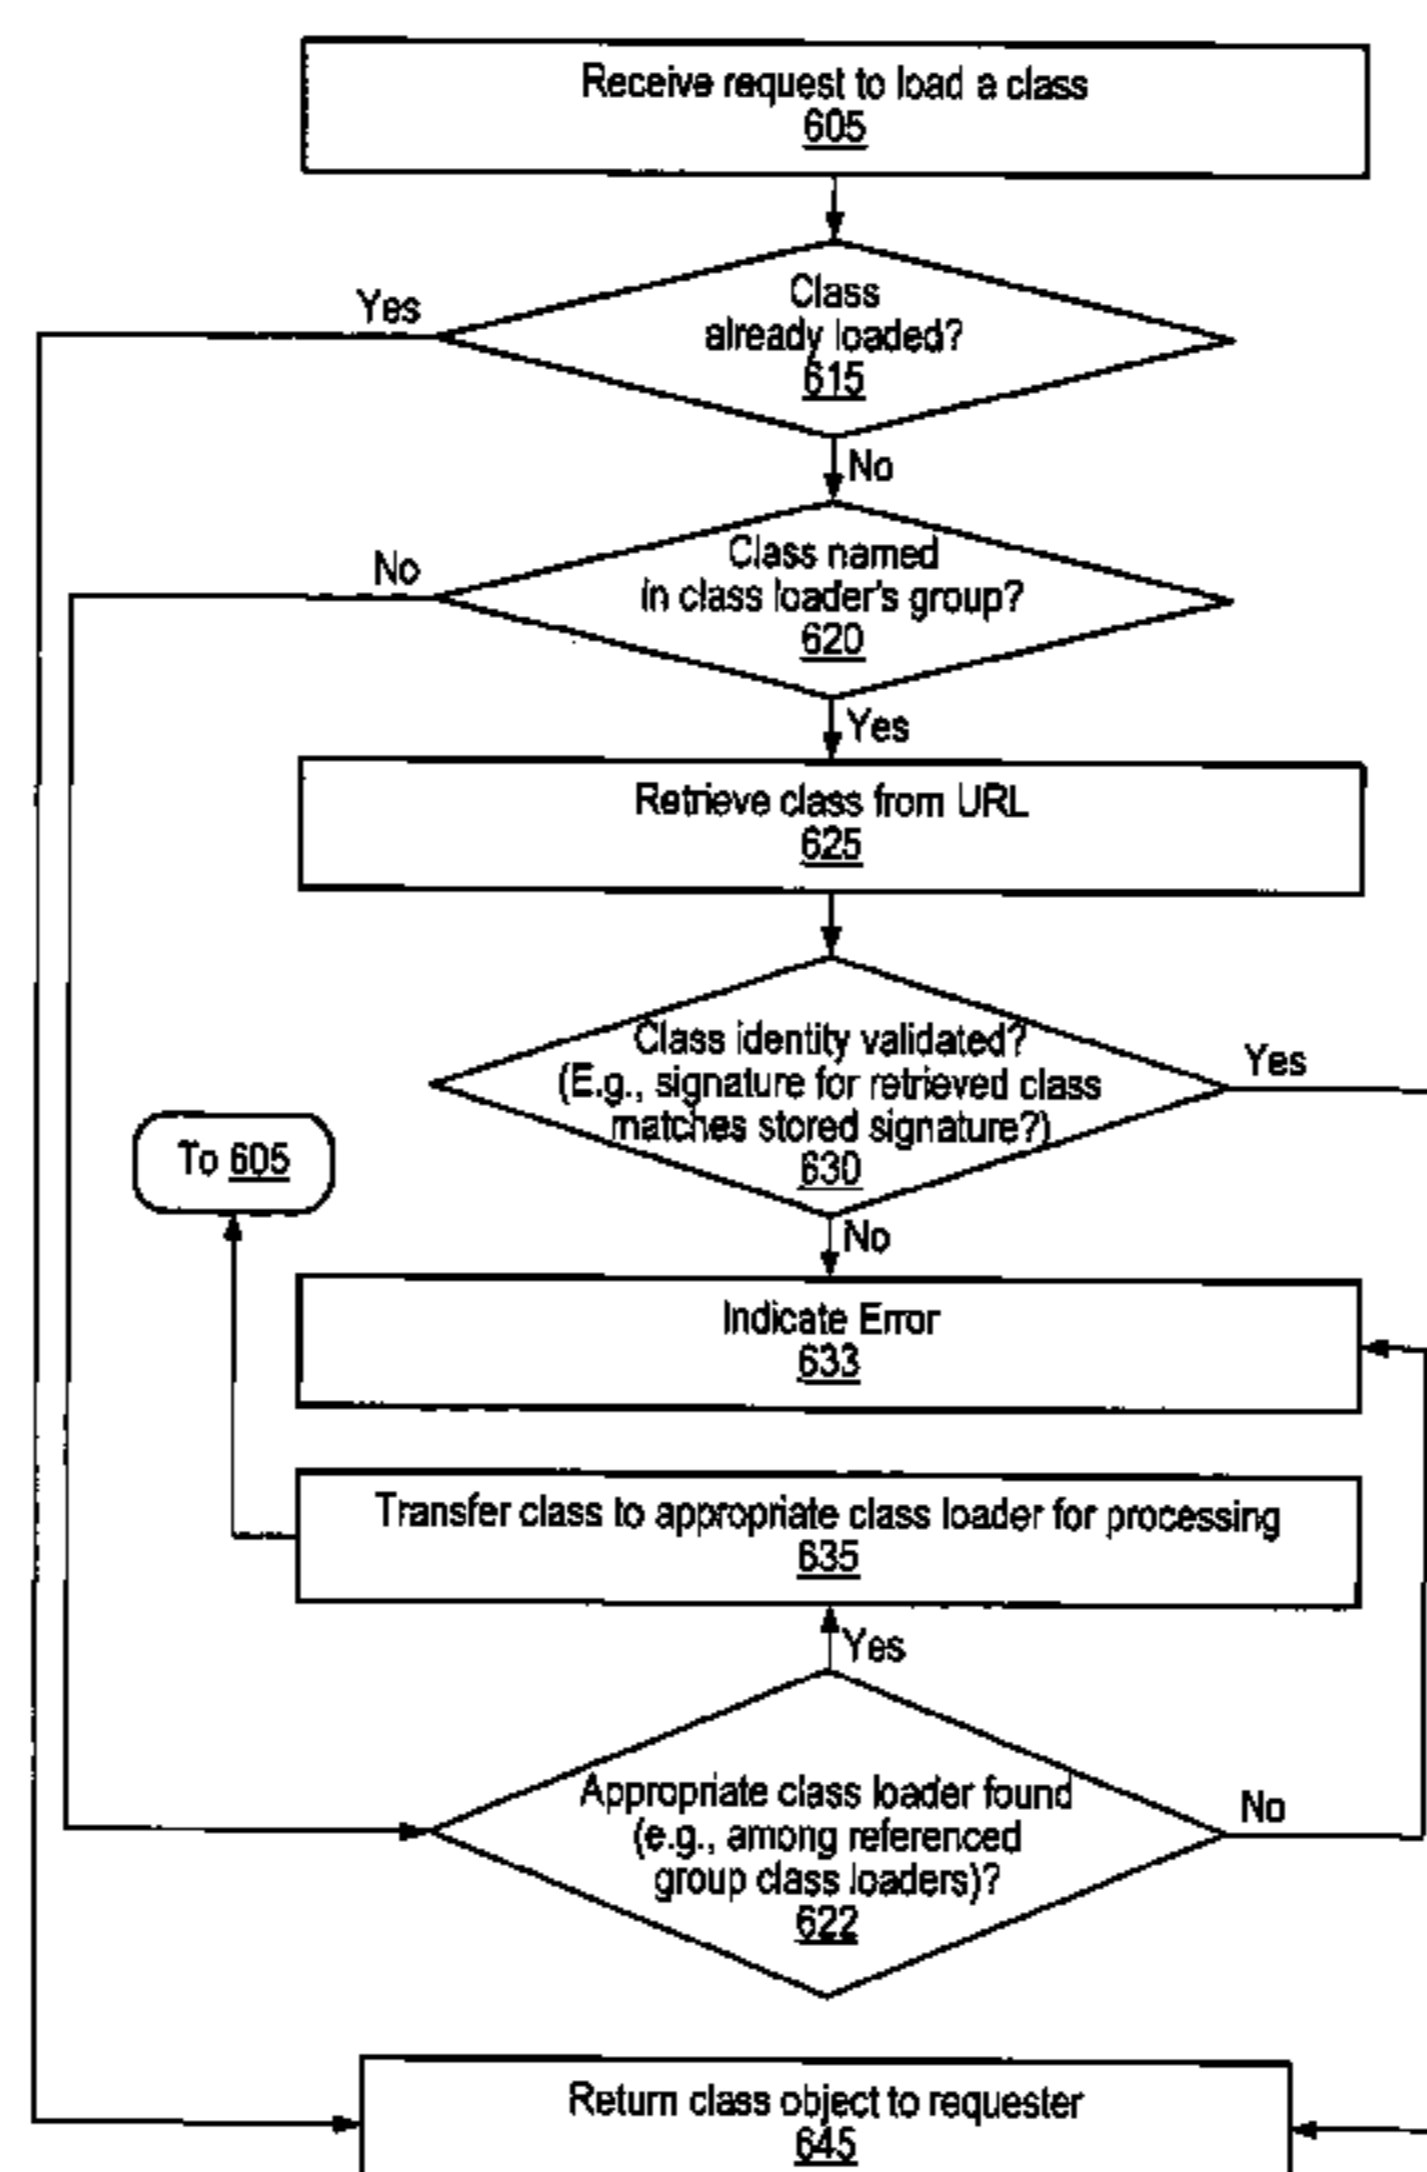 Receive request to load a class
605
Class
already loaded?
615
Yes
No
Class named
in class loader's group?
620
No
Yes
Retrieve class from URL
625
Class identity validated?
(E.g., signature for retrieved class
matches stored signature?)
630
Yes
To 605
No
Indicate Error
633
Transfer class to appropriate class loader for processing
635
Yes
Appropriate class loader found
(e.g., among referenced
group class loaders)?
622
No
Return class object to requester
645